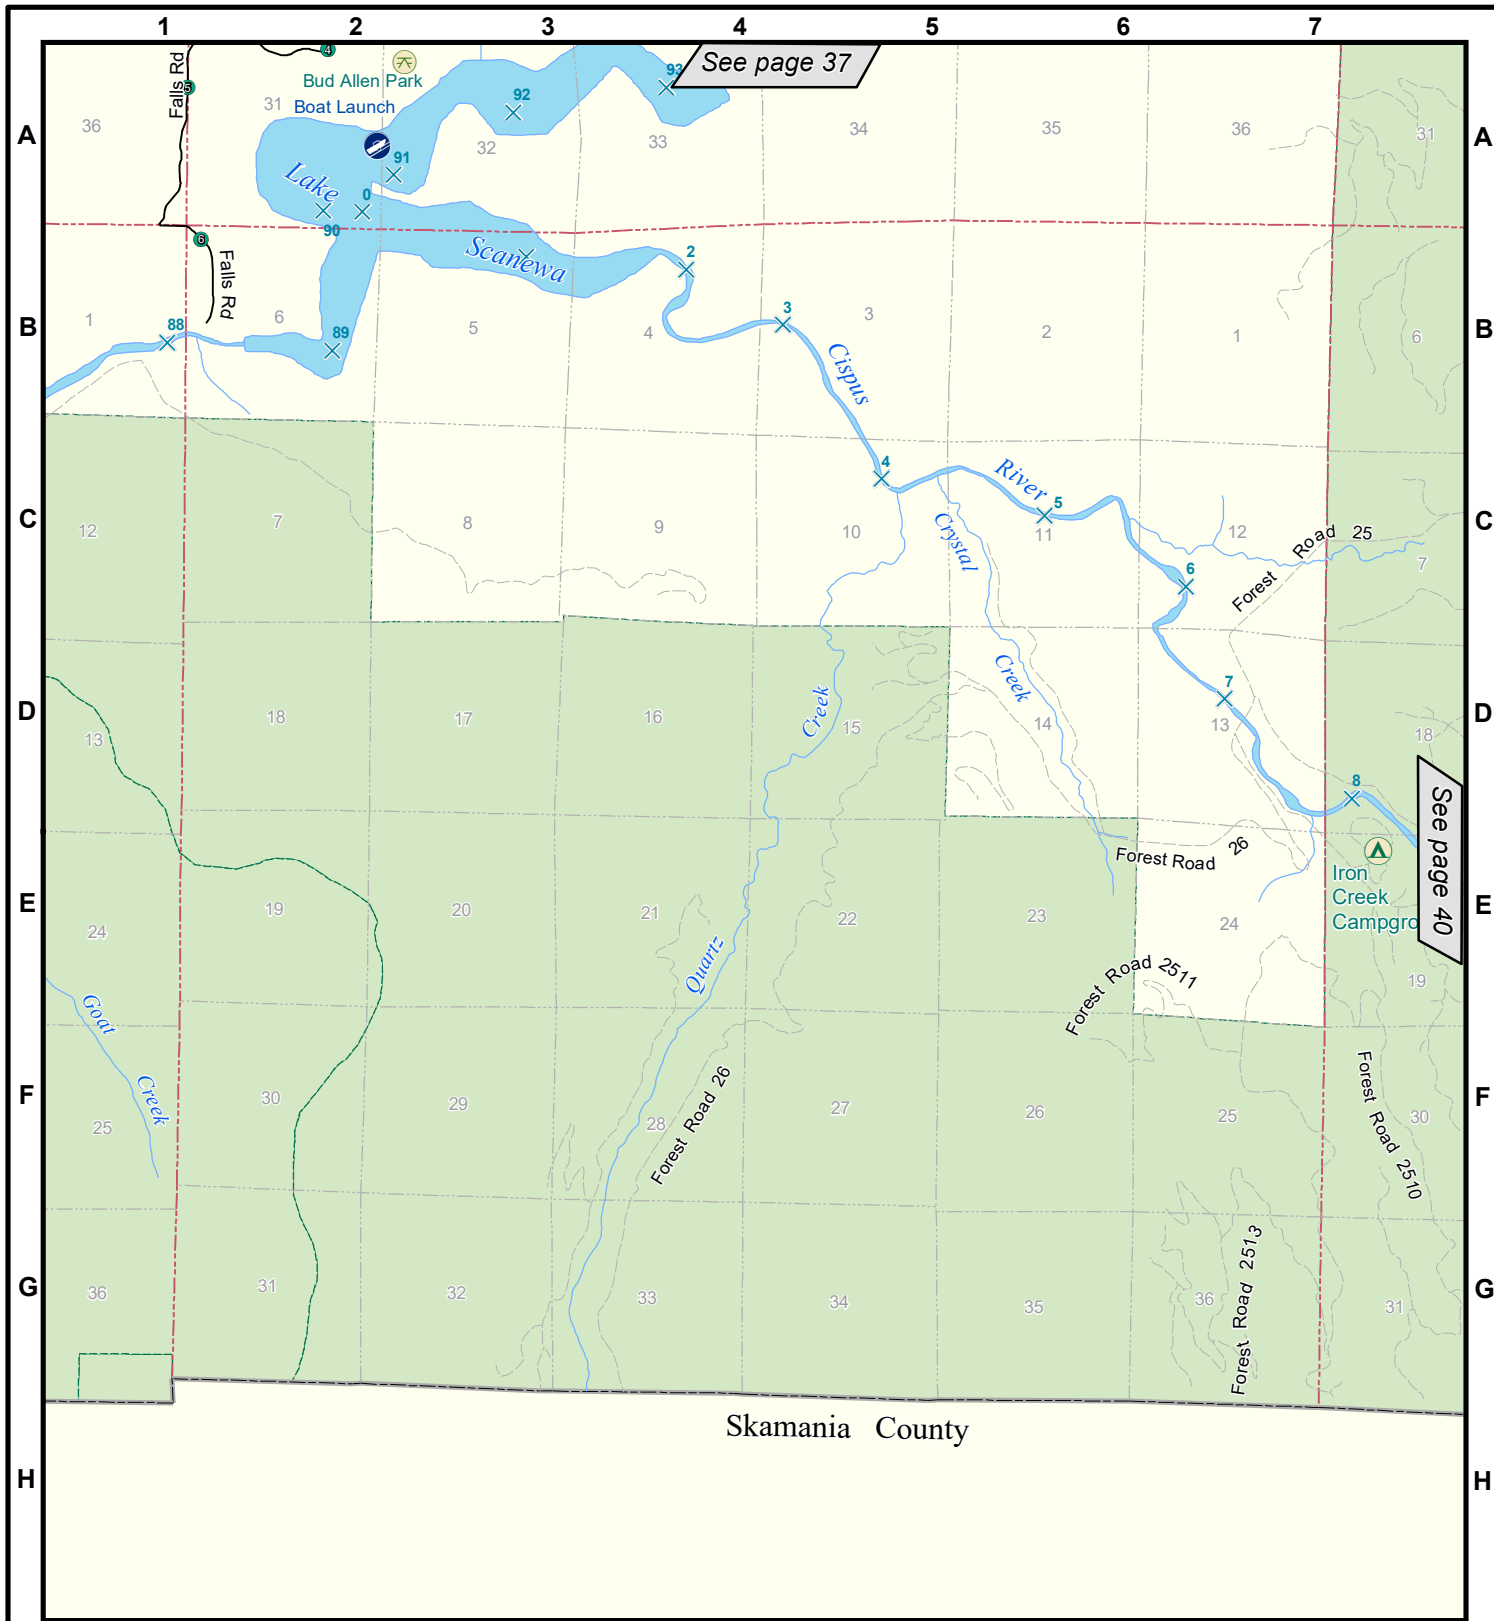 1 2 3 4 5 6 7
Falls Rd
4
Bud Allen Park
93
See page 37
5
31
Boat Launch
92
36
A
32
33
34
35
36
31
A
91
Lake
0
90
6
Falls Rd
Scanewa
2
1
88
6
89
5
4
3
3
2
1
6
B
B
Cispus
4
River
5
C
12
7
8
9
10
Crystal
11
12
Forest Road 25
7
C
6
D
13
18
17
16
Creek
15
Creek
14
7
13
18
D
8
See page 40
Forest Road 26
Iron
Creek
Campgro
E
24
19
20
21
22
23
24
19
E
Quartz
Forest Road 2511
Goat
Creek
F
25
30
29
28
Forest Road 26
27
26
25
Forest Road 2510
30
F
G
36
31
32
33
34
35
36
Forest Road 2513
31
G
Skamania County
H
H